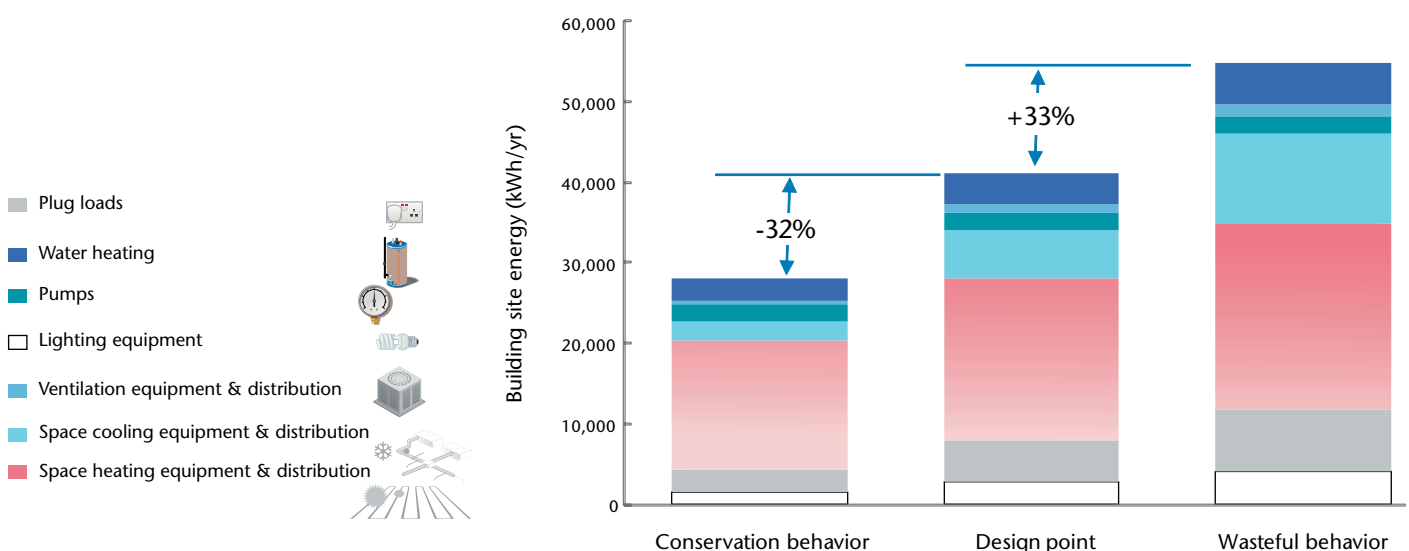 Plug loads
Water heating
Pumps
Lighting equipment
Ventilation equipment & distribution
Space cooling equipment & distribution
Space heating equipment & distribution
Building site energy (kWh/yr)
60,000
50,000
40,000
30,000
20,000
10,000
0
-32%
+33%
Conservation behavior
Design point
Wasteful behavior